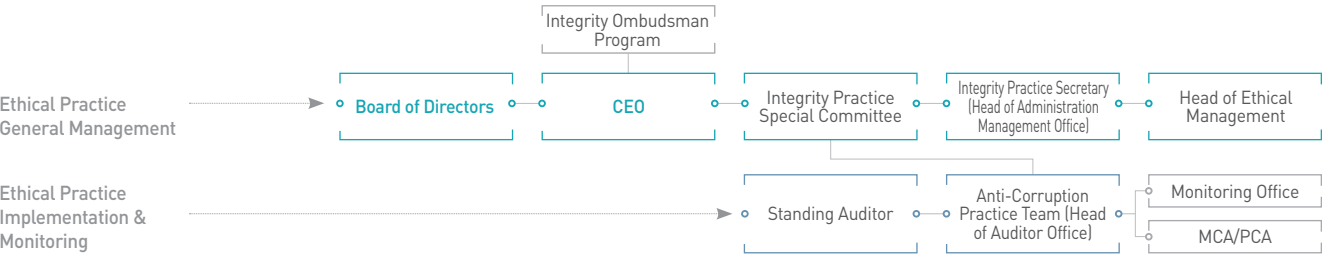 Integrity Ombudsman
Program
Ethical Practice
General Management
Board of Directors
CEO
Integrity Practice
Special Committee
Integrity Practice Secretary
(Head of Administration
Management Office)
Head of Ethical
Management
Ethical Practice
Implementation &
Monitoring
Standing Auditor
Anti-Corruption
Practice Team (Head
of Auditor Office)
Monitoring Office
MCA/PCA